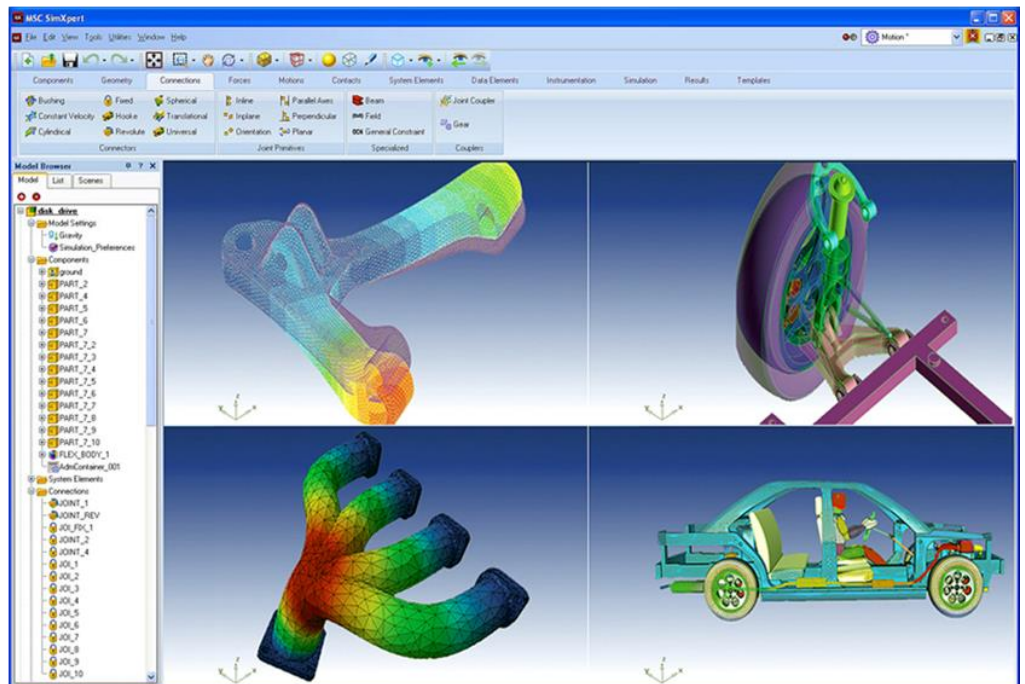 MSC SimXpert
File Edit View Tools Utilities Window Help
Motion
Components Geometry Connections Forces Motions Contacts System Elements Data Elements Instrumentation Simulation Results Templates
Bushing Fixed Spherical Inline Parallel Axes Beam Joint Coupler
Constant Velocity Hooke Translational Inplane Perpendicular Field Gear
Cylindrical Revolute Universal Orientation Planar General Constraint
Connectors Joint Primitives Specialized Couplers
Model Browser
Model List Scenes
disk_drive
Model Settings
Gravity
Simulation_Preferences
Components
ground
PART_2
PART_4
PART_5
PART_6
PART_7
PART_7_2
PART_7_3
PART_7_4
PART_7_5
PART_7_6
PART_7_7
PART_7_8
PART_7_9
PART_7_10
FLEX_BODY_1
AdmContainer_001
System Elements
Connections
JOINT_1
JOINT_REV
JOI_FIX_1
JOINT_2
JOINT_4
JOI_1
JOI_2
JOI_3
JOI_4
JOI_5
JOI_6
JOI_7
JOI_8
JOI_9
JOI_10